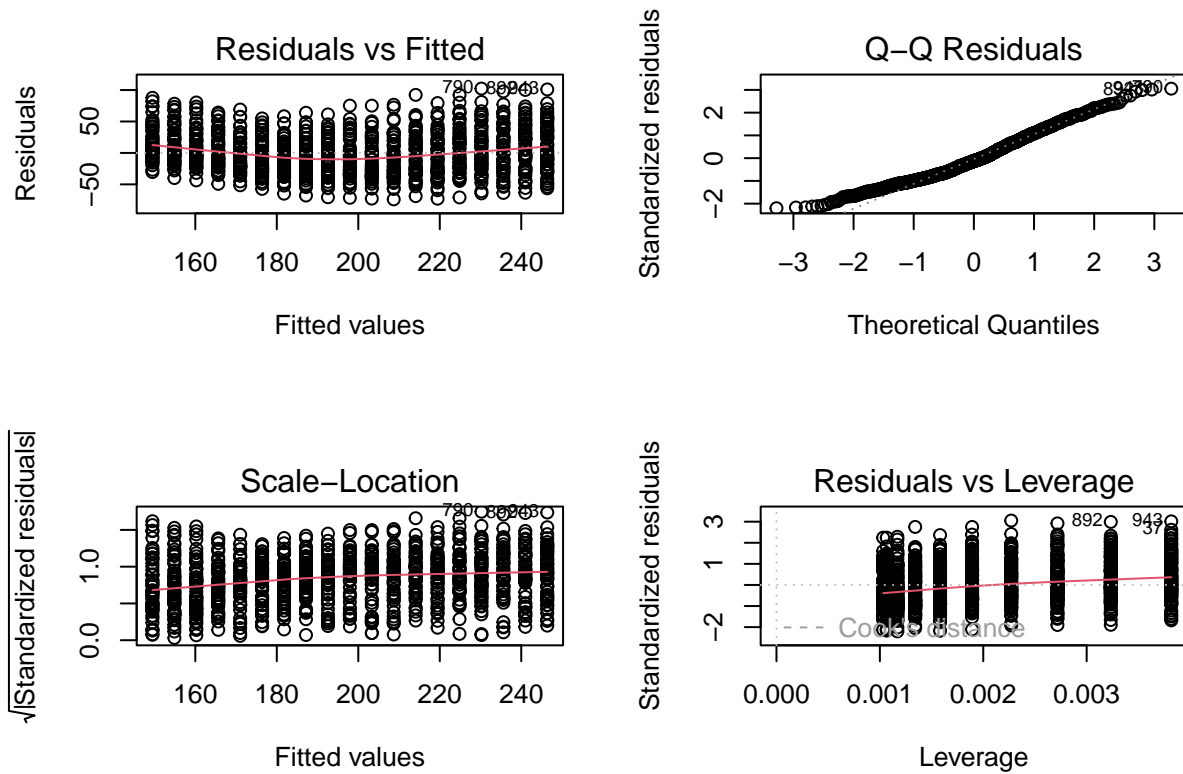 Residuals vs Fitted
Residuals
50
−50
790
943
160 180 200 220 240
Fitted values
Q−Q Residuals
Standardized residuals
2
0
−2
−3 −2 −1 0 1 2 3
Theoretical Quantiles
Scale−Location
√|Standardized residuals|
1.0
0.0
790
943
160 180 200 220 240
Fitted values
Residuals vs Leverage
Standardized residuals
3
1
−2
892
943
37
Cook's distance
0.000 0.001 0.002 0.003
Leverage